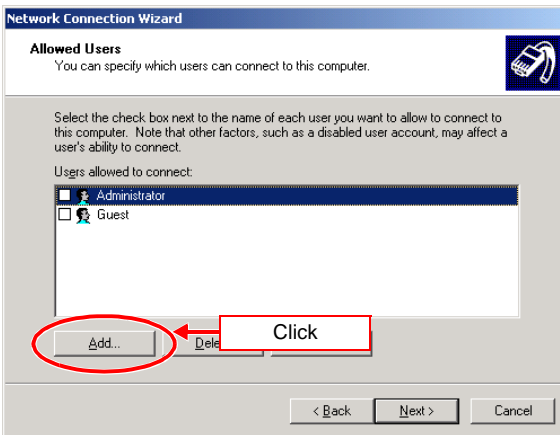 Network Connection Wizard
Allowed Users
You can specify which users can connect to this computer.
Select the check box next to the name of each user you want to allow to connect to
this computer. Note that other factors, such as a disabled user account, may affect a
user's ability to connect.
Users allowed to connect:
Administrator
Guest
Add...
Click
< Back
Next >
Cancel